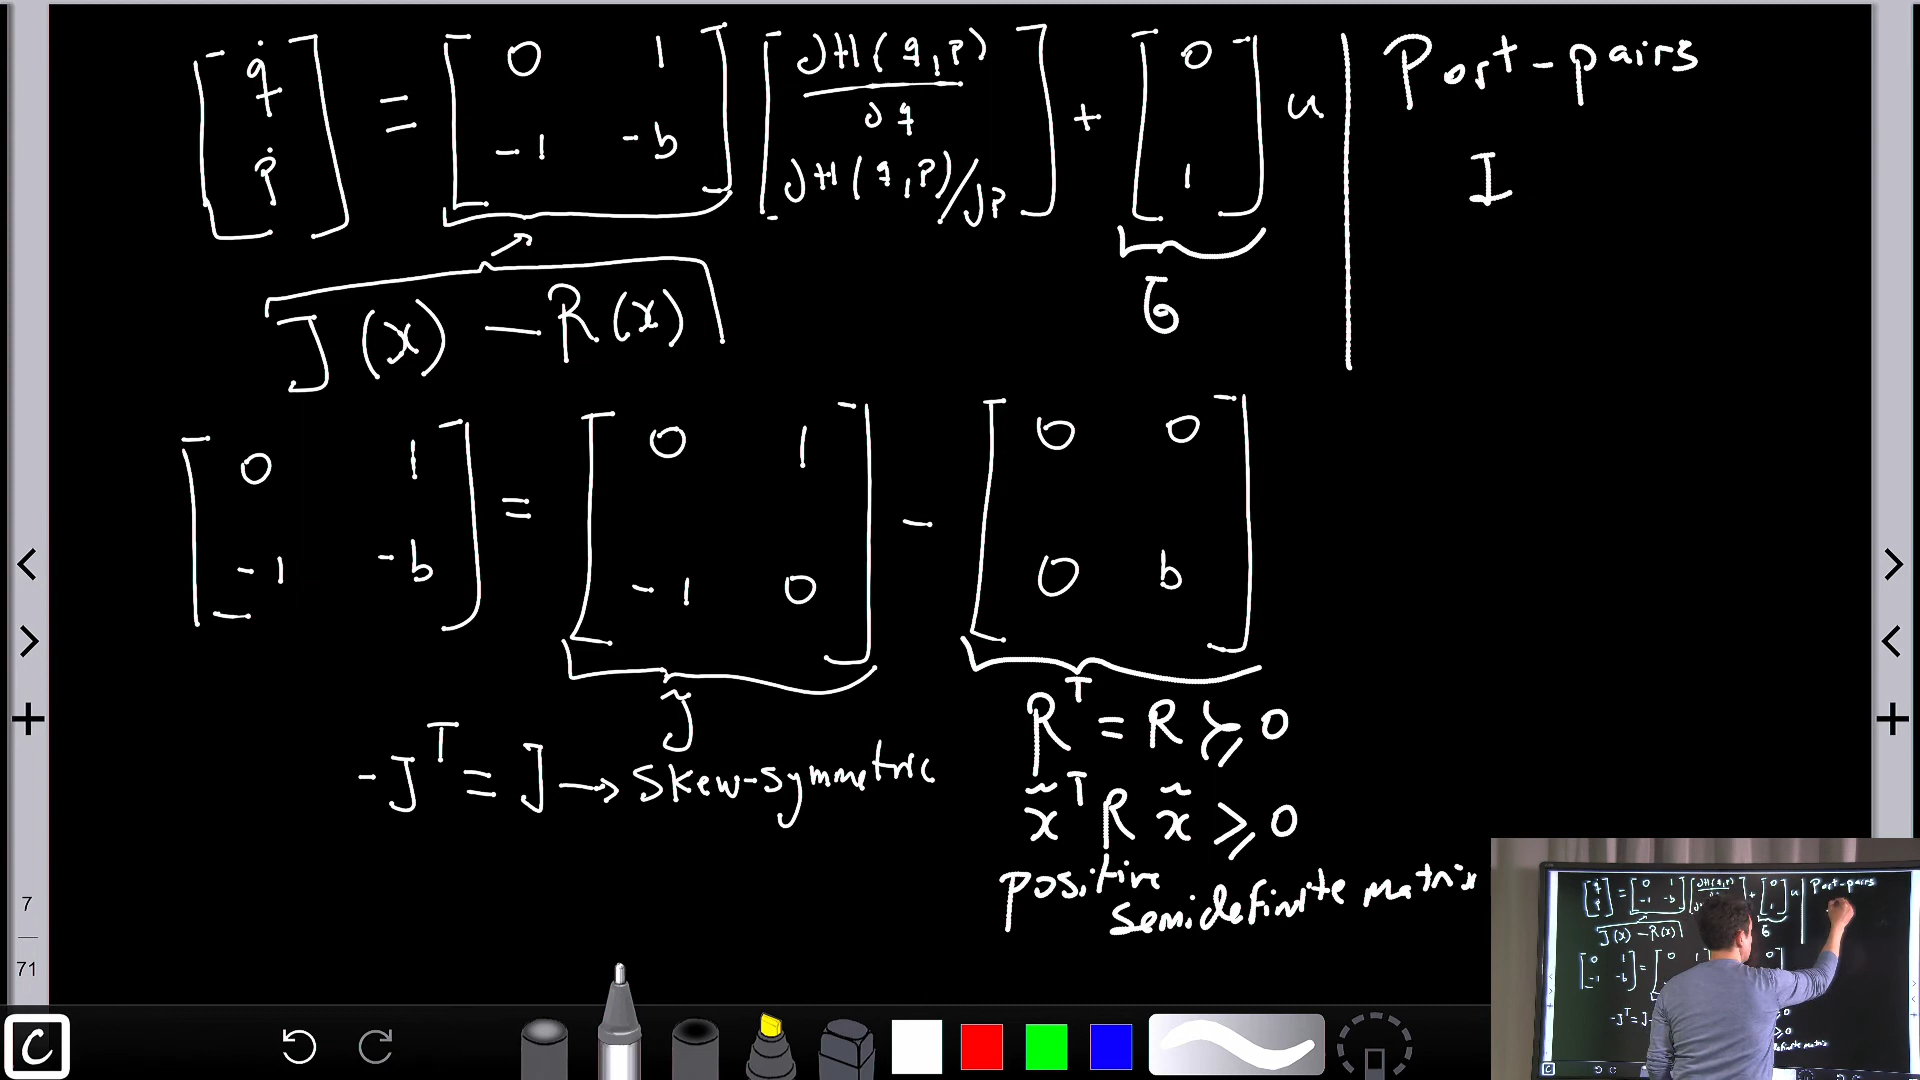 [q̇ ṗ] = [0 1; -1 -b] [∂H(q,p)/∂q; ∂H(q,p)/∂p] + [0; 1] u
J(x) - R(x)
G
Port-pairs
I
[0 1; -1 -b] = [0 1; -1 0] - [0 0; 0 b]
J̃
-Jᵀ = J → Skew-symmetric
Rᵀ = R ≽ 0
x̃ᵀ R x̃ ⩾ 0
positive
semidefinite matrix
7
71